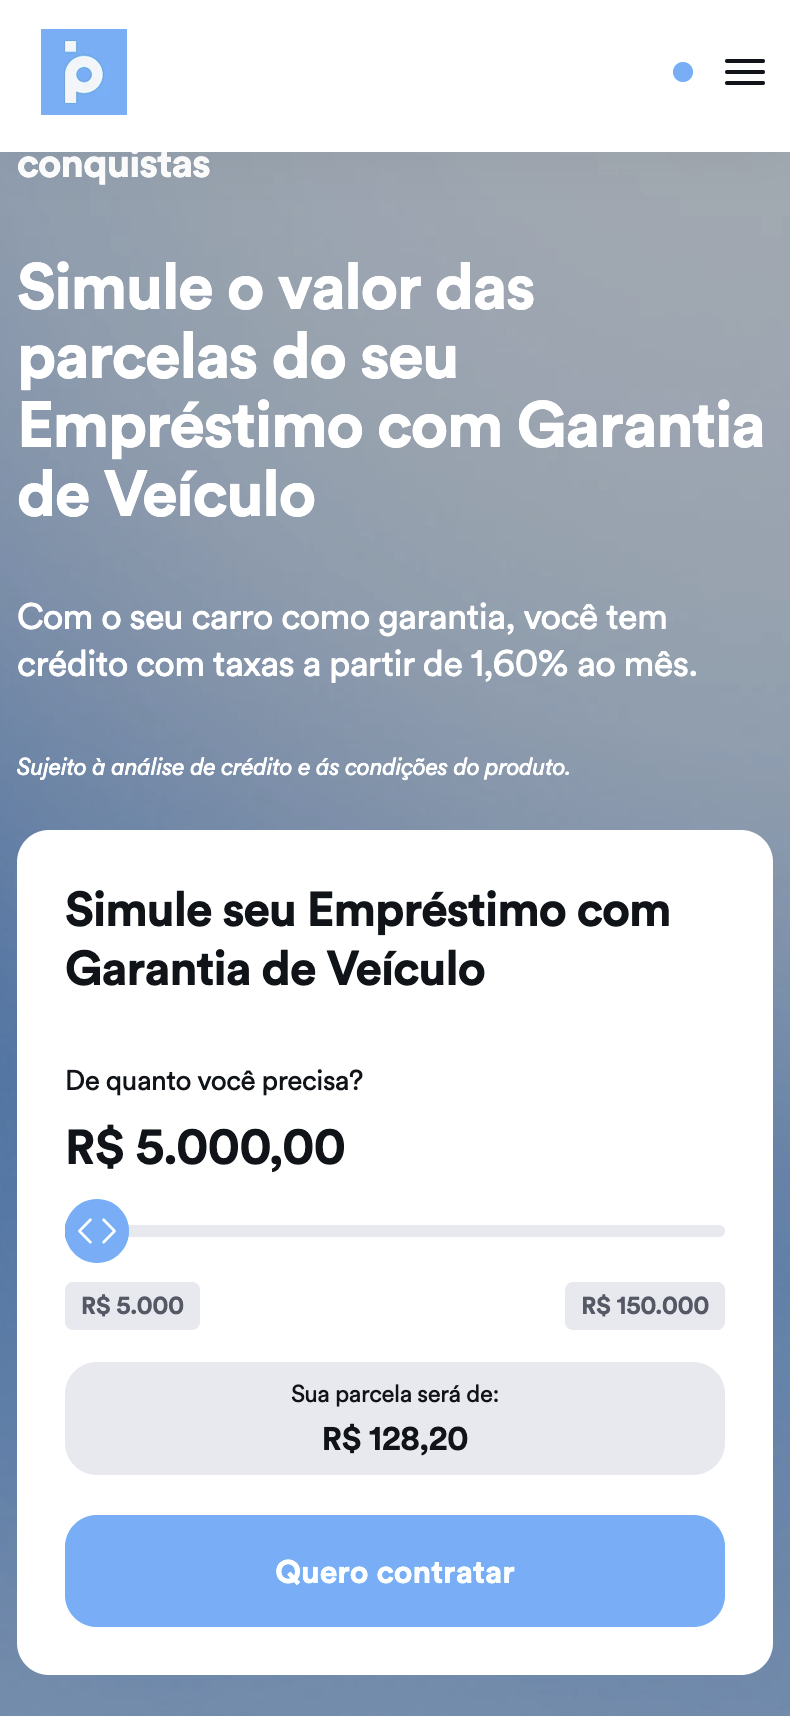 ip
conquistas
Simule o valor das
parcelas do seu
Empréstimo com Garantia
de Veículo
Com o seu carro como garantia, você tem
crédito com taxas a partir de 1,60% ao mês.
Sujeito à análise de crédito e ás condições do produto.
Simule seu Empréstimo com
Garantia de Veículo
De quanto você precisa?
R$ 5.000,00
R$ 5.000
R$ 150.000
Sua parcela será de:
R$ 128,20
Quero contratar